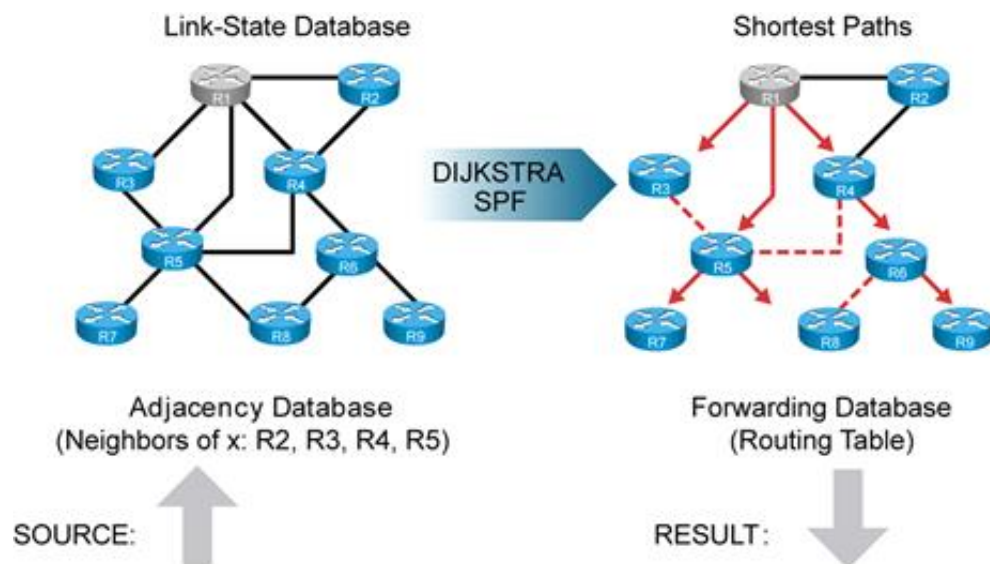 Link-State Database
Shortest Paths
R1
R2
R3
R4
R5
R6
R7
R8
R9
DIJKSTRA
SPF
R1
R2
R3
R4
R5
R6
R7
R8
R9
Adjacency Database
(Neighbors of x: R2, R3, R4, R5)
Forwarding Database
(Routing Table)
SOURCE:
RESULT: